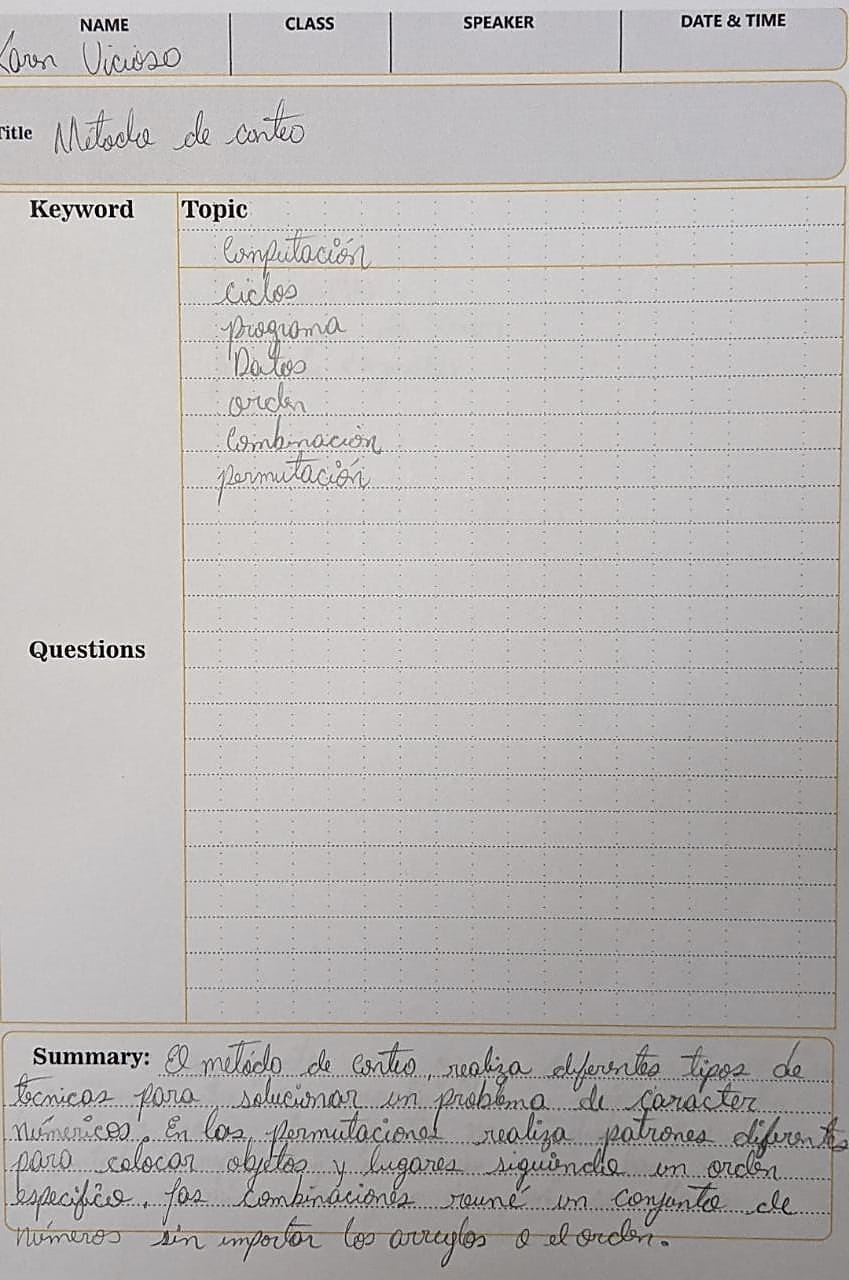 NAME CLASS SPEAKER DATE & TIME
Karen Vicioso
Title Método de conteo
Keyword Topic
Computación
ciclos
programa
Datos
orden
Combinación
permutación
Questions
Summary: El metódo de conteo, realiza diferentes tipos de
técnicas para solucionar un problema de carácter
númericos. En las permutaciones realiza patrones diferentes
para colocar objetos y lugares siguiendo un orden
especifico. Las combinaciones reuné un conjunto de
números sin importar los arreglos o el orden.